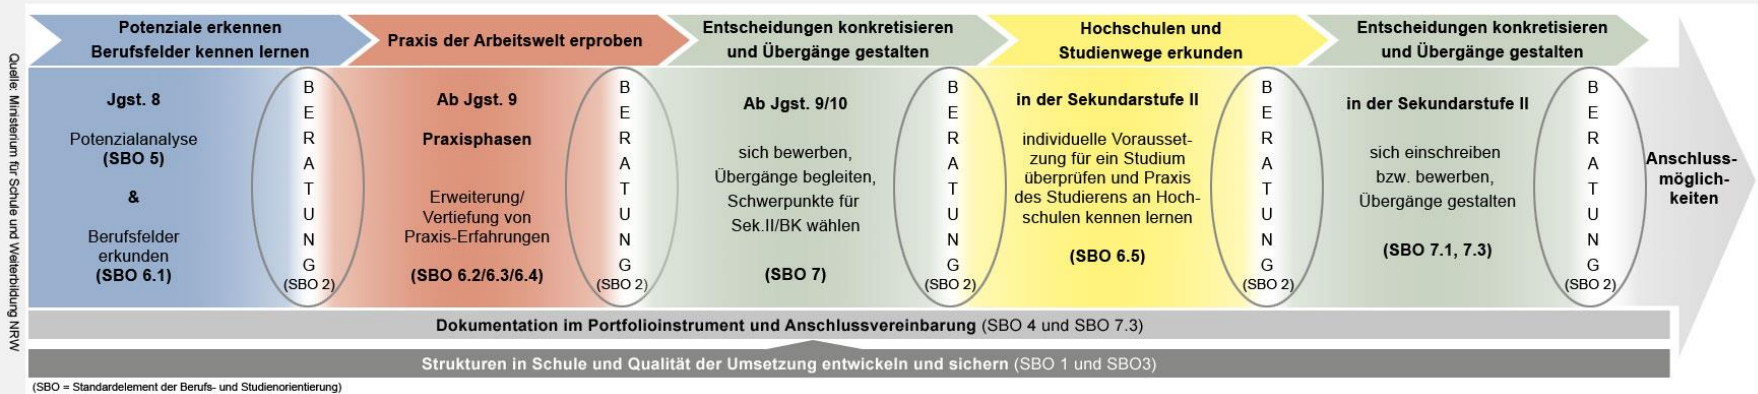 Quelle: Ministerium für Schule und Weiterbildung NRW
Potenziale erkennen
Berufsfelder kennen lernen
Jgst. 8
Potenzialanalyse
(SBO 5)
&
Berufsfelder
erkunden
(SBO 6.1)
BERATUNG
(SBO 2)
Praxis der Arbeitswelt erproben
Ab Jgst. 9
Praxisphasen
Erweiterung/
Vertiefung von
Praxis-Erfahrungen
(SBO 6.2/6.3/6.4)
BERATUNG
(SBO 2)
Entscheidungen konkretisieren
und Übergänge gestalten
Ab Jgst. 9/10
sich bewerben,
Übergänge begleiten,
Schwerpunkte für
Sek.II/BK wählen
(SBO 7)
BERATUNG
(SBO 2)
Hochschulen und
Studienwege erkunden
in der Sekundarstufe II
individuelle Vorausset-
zung für ein Studium
überprüfen und Praxis
des Studierens an Hoch-
schulen kennen lernen
(SBO 6.5)
BERATUNG
(SBO 2)
Entscheidungen konkretisieren
und Übergänge gestalten
in der Sekundarstufe II
sich einschreiben
bzw. bewerben,
Übergänge gestalten
(SBO 7.1, 7.3)
BERATUNG
(SBO 2)
Anschluss-
möglich-
keiten
Dokumentation im Portfolioinstrument und Anschlussvereinbarung (SBO 4 und SBO 7.3)
Strukturen in Schule und Qualität der Umsetzung entwickeln und sichern (SBO 1 und SBO3)
(SBO = Standardelement der Berufs- und Studienorientierung)